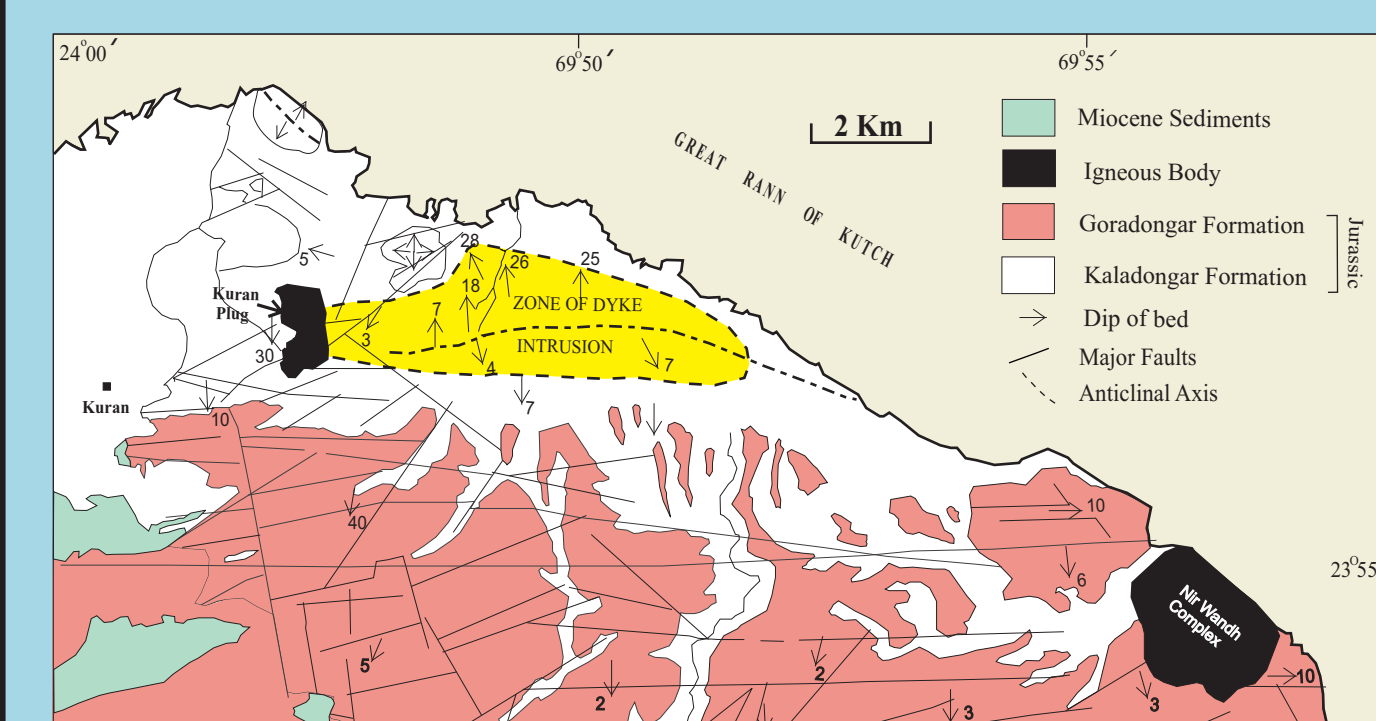 24°00′
69°50′
69°55′
2 Km
GREAT RANN OF KUTCH
Miocene Sediments
Igneous Body
Goradongar Formation
Kaladongar Formation
Jurassic
Dip of bed
Major Faults
Anticlinal Axis
28
26
25
5
18
Kuran
Plug
7
ZONE OF DYKE
3
INTRUSION
30
4
7
Kuran
7
10
40
10
23°55
6
Nir Wandh
Complex
5
2
10
2
3
3